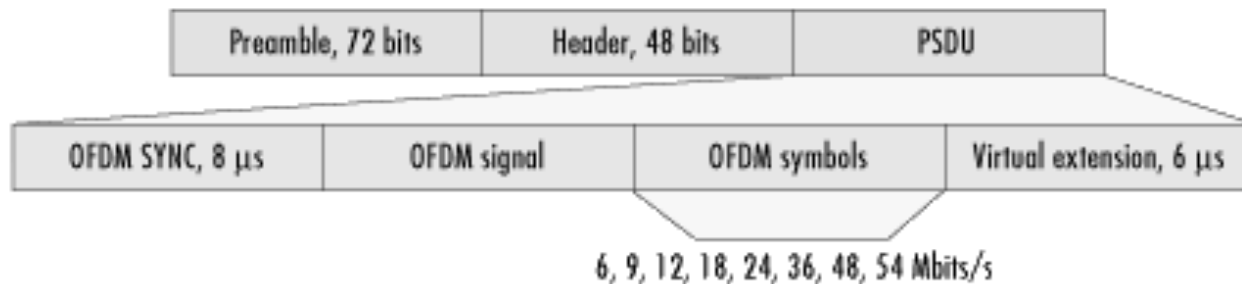 Preamble, 72 bits Header, 48 bits PSDU
OFDM SYNC, 8 μs OFDM signal OFDM symbols Virtual extension, 6 μs
6, 9, 12, 18, 24, 36, 48, 54 Mbits/s